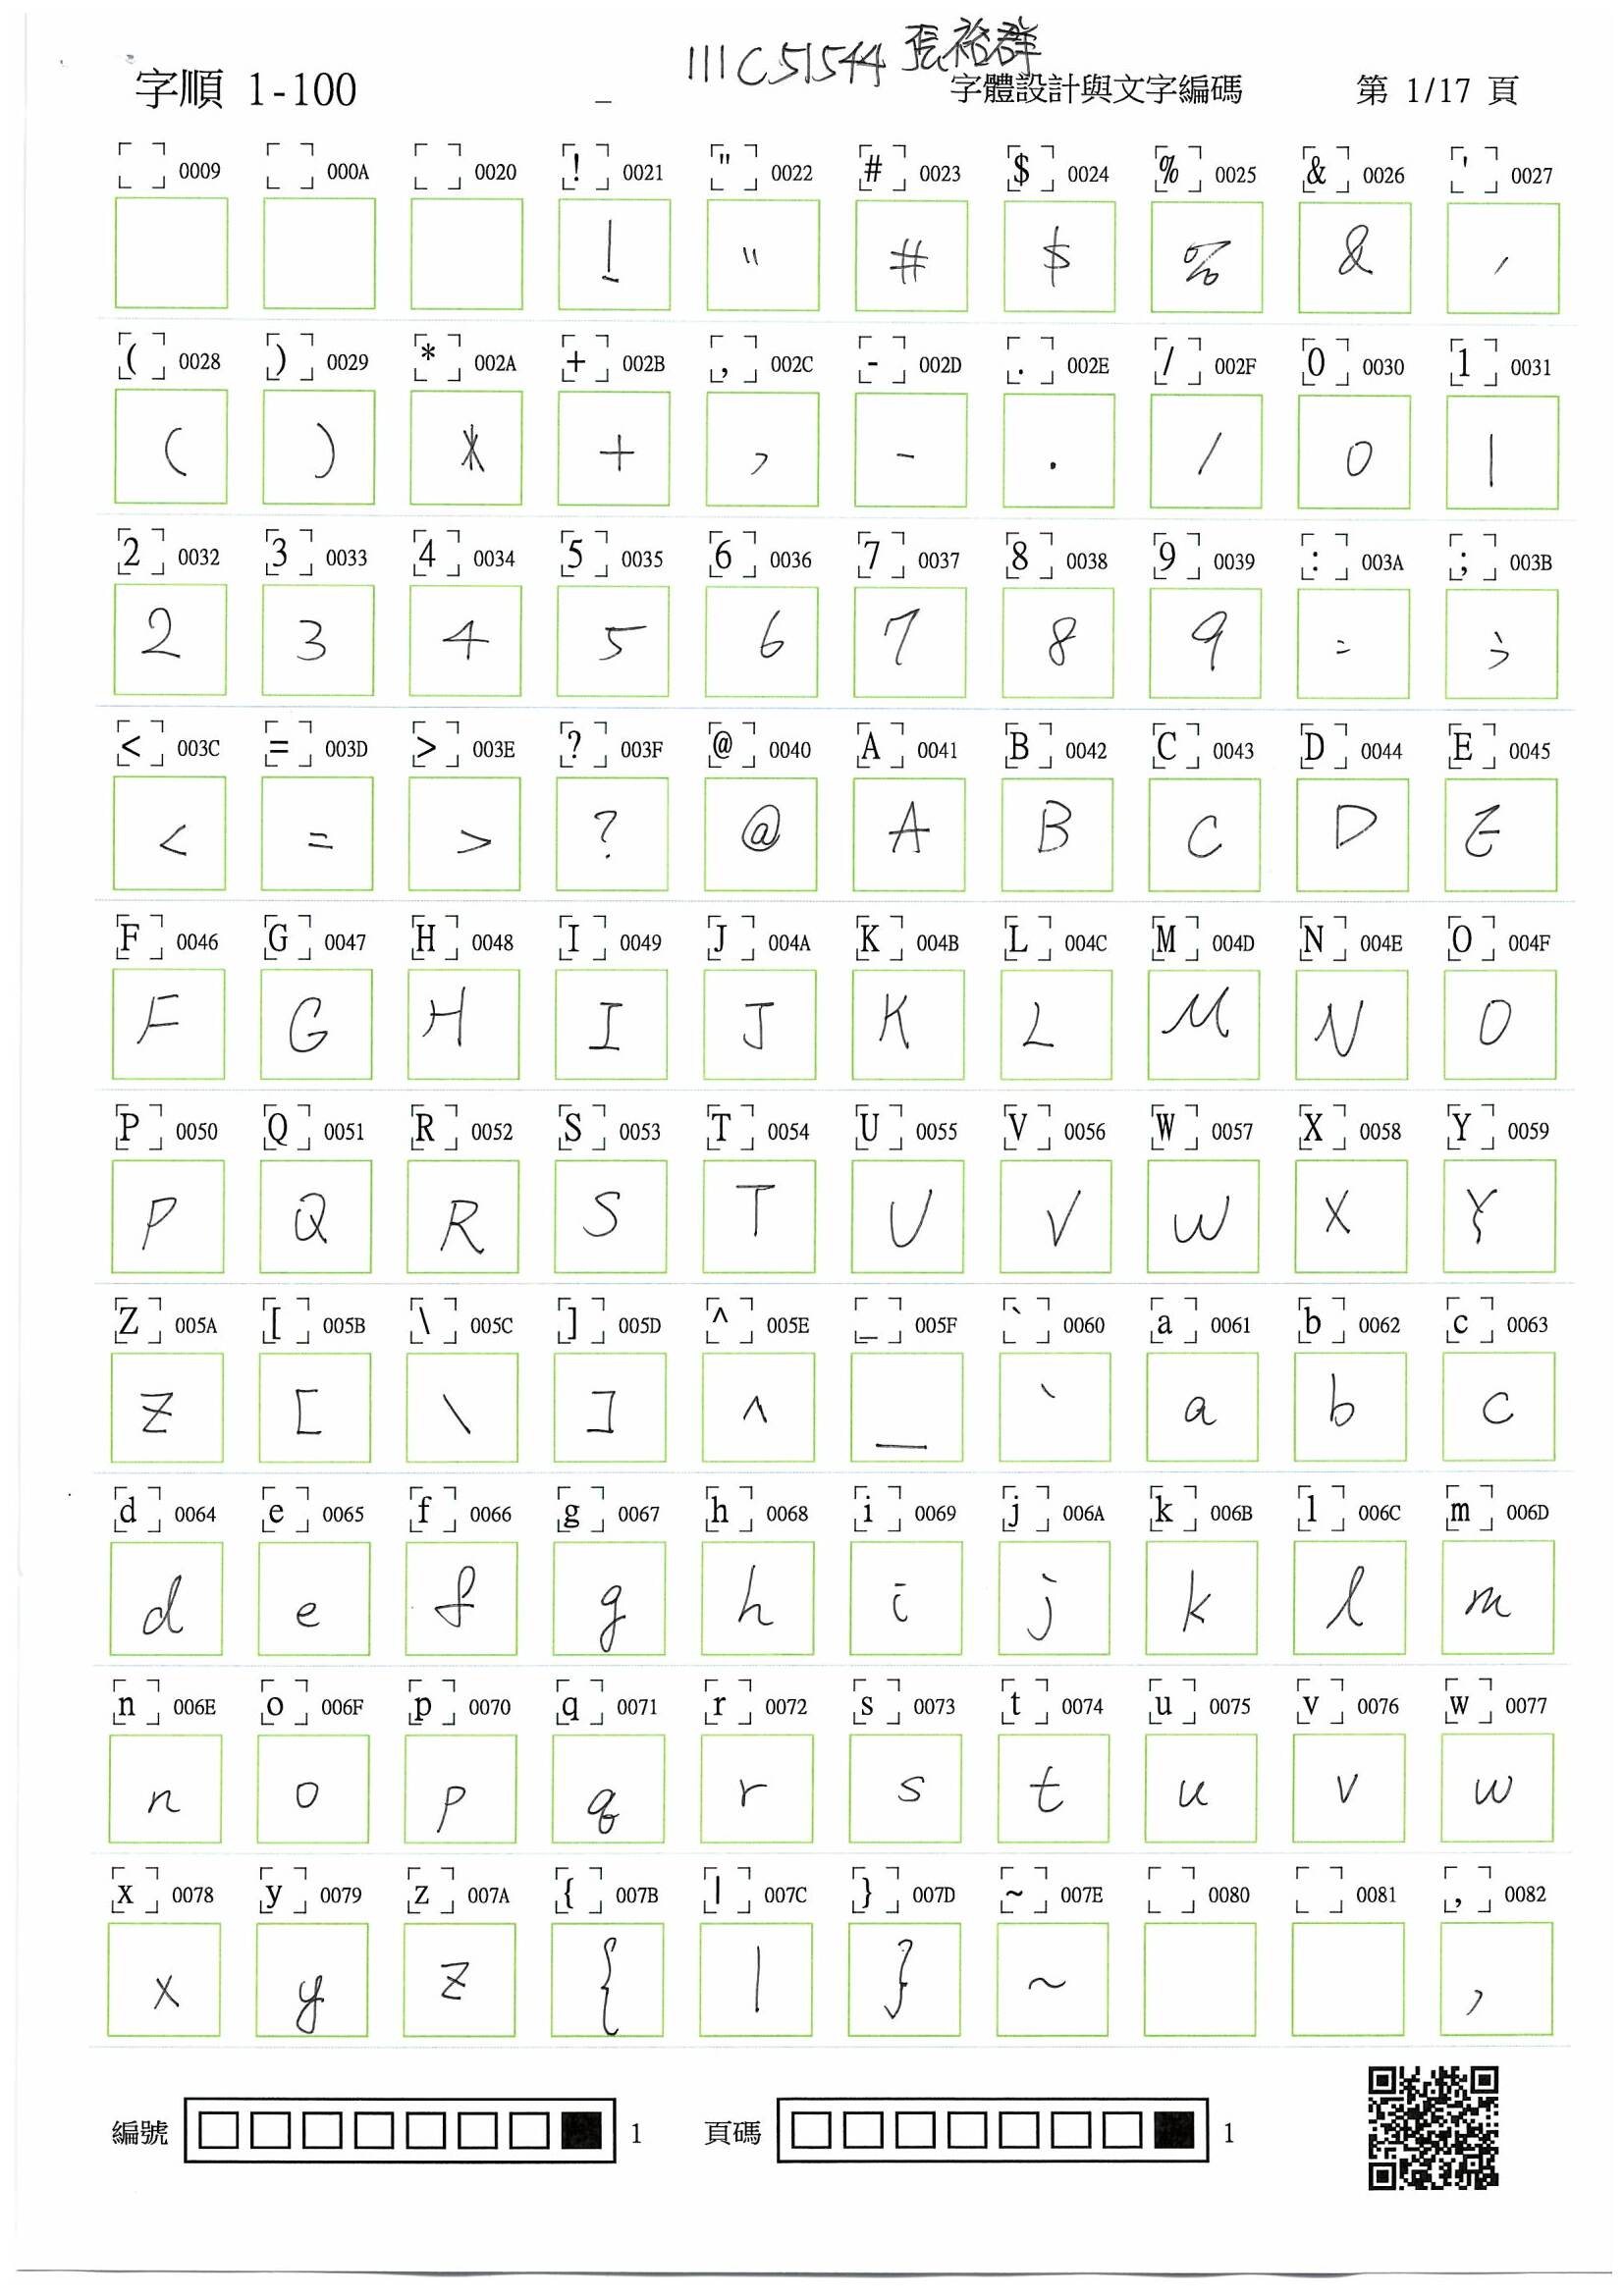 111C51544 張裕群
字順 1-100 字體設計與文字編碼 第 1/17 頁
0009 000A 0020 ! 0021 " 0022 # 0023 $ 0024 % 0025 & 0026 ' 0027
! " # $ % & '
( 0028 ) 0029 * 002A + 002B , 002C - 002D . 002E / 002F 0 0030 1 0031
( ) * + , - . / 0 1
2 0032 3 0033 4 0034 5 0035 6 0036 7 0037 8 0038 9 0039 : 003A ; 003B
2 3 4 5 6 7 8 9 : ;
< 003C = 003D > 003E ? 003F @ 0040 A 0041 B 0042 C 0043 D 0044 E 0045
< = > ? @ A B C D E
F 0046 G 0047 H 0048 I 0049 J 004A K 004B L 004C M 004D N 004E O 004F
F G H I J K L M N O
P 0050 Q 0051 R 0052 S 0053 T 0054 U 0055 V 0056 W 0057 X 0058 Y 0059
P Q R S T U V W X Y
Z 005A [ 005B \ 005C ] 005D ^ 005E _ 005F ` 0060 a 0061 b 0062 c 0063
Z [ \ ] ^ _ ` a b c
d 0064 e 0065 f 0066 g 0067 h 0068 i 0069 j 006A k 006B l 006C m 006D
d e f g h i j k l m
n 006E o 006F p 0070 q 0071 r 0072 s 0073 t 0074 u 0075 v 0076 w 0077
n o p q r s t u v w
x 0078 y 0079 z 007A { 007B | 007C } 007D ~ 007E 0080 0081 , 0082
x y z { | } ~ ,
編號 1 頁碼 1